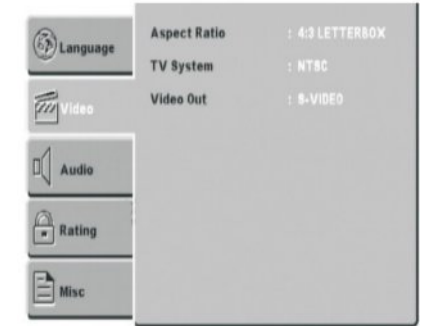 Language
Aspect Ratio : 4:3 LETTERBOX
TV System : NTSC
Video Out : S-VIDEO
Video
Audio
Rating
Misc